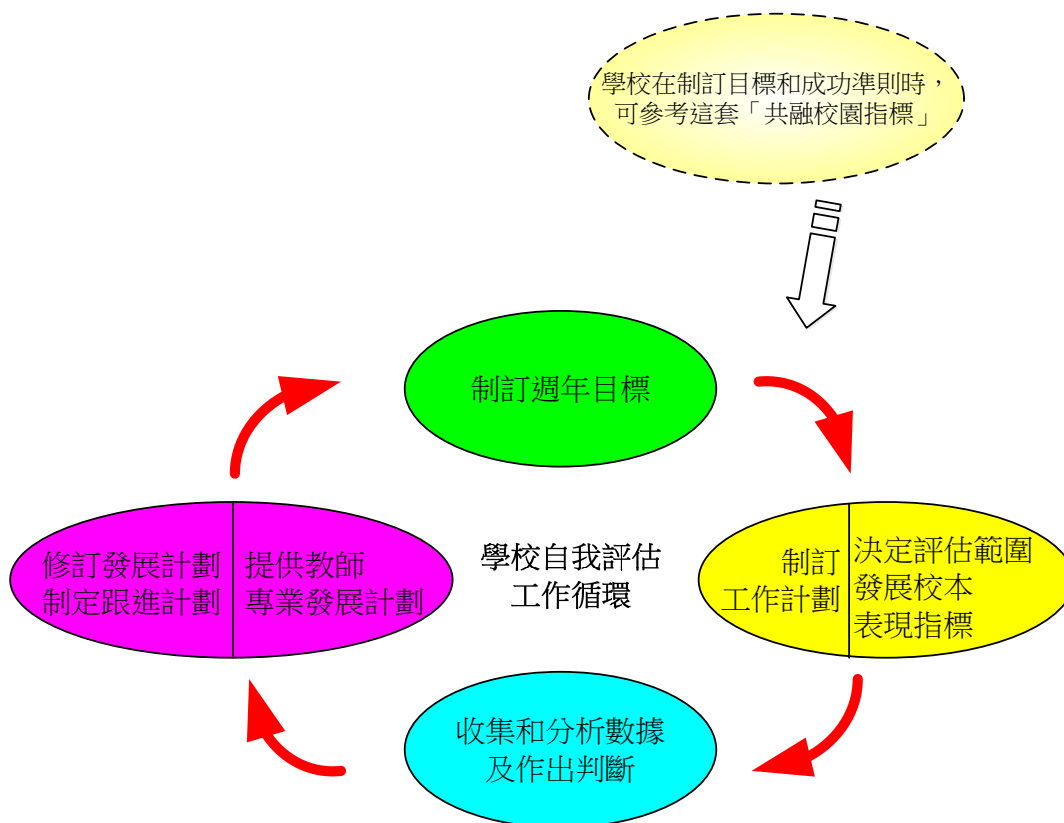 學校在制訂目標和成功準則時，
可參考這套「共融校園指標」
制訂週年目標
制訂
工作計劃
決定評估範圍
發展校本
表現指標
學校自我評估
工作循環
修訂發展計劃
制定跟進計劃
提供教師
專業發展計劃
收集和分析數據
及作出判斷